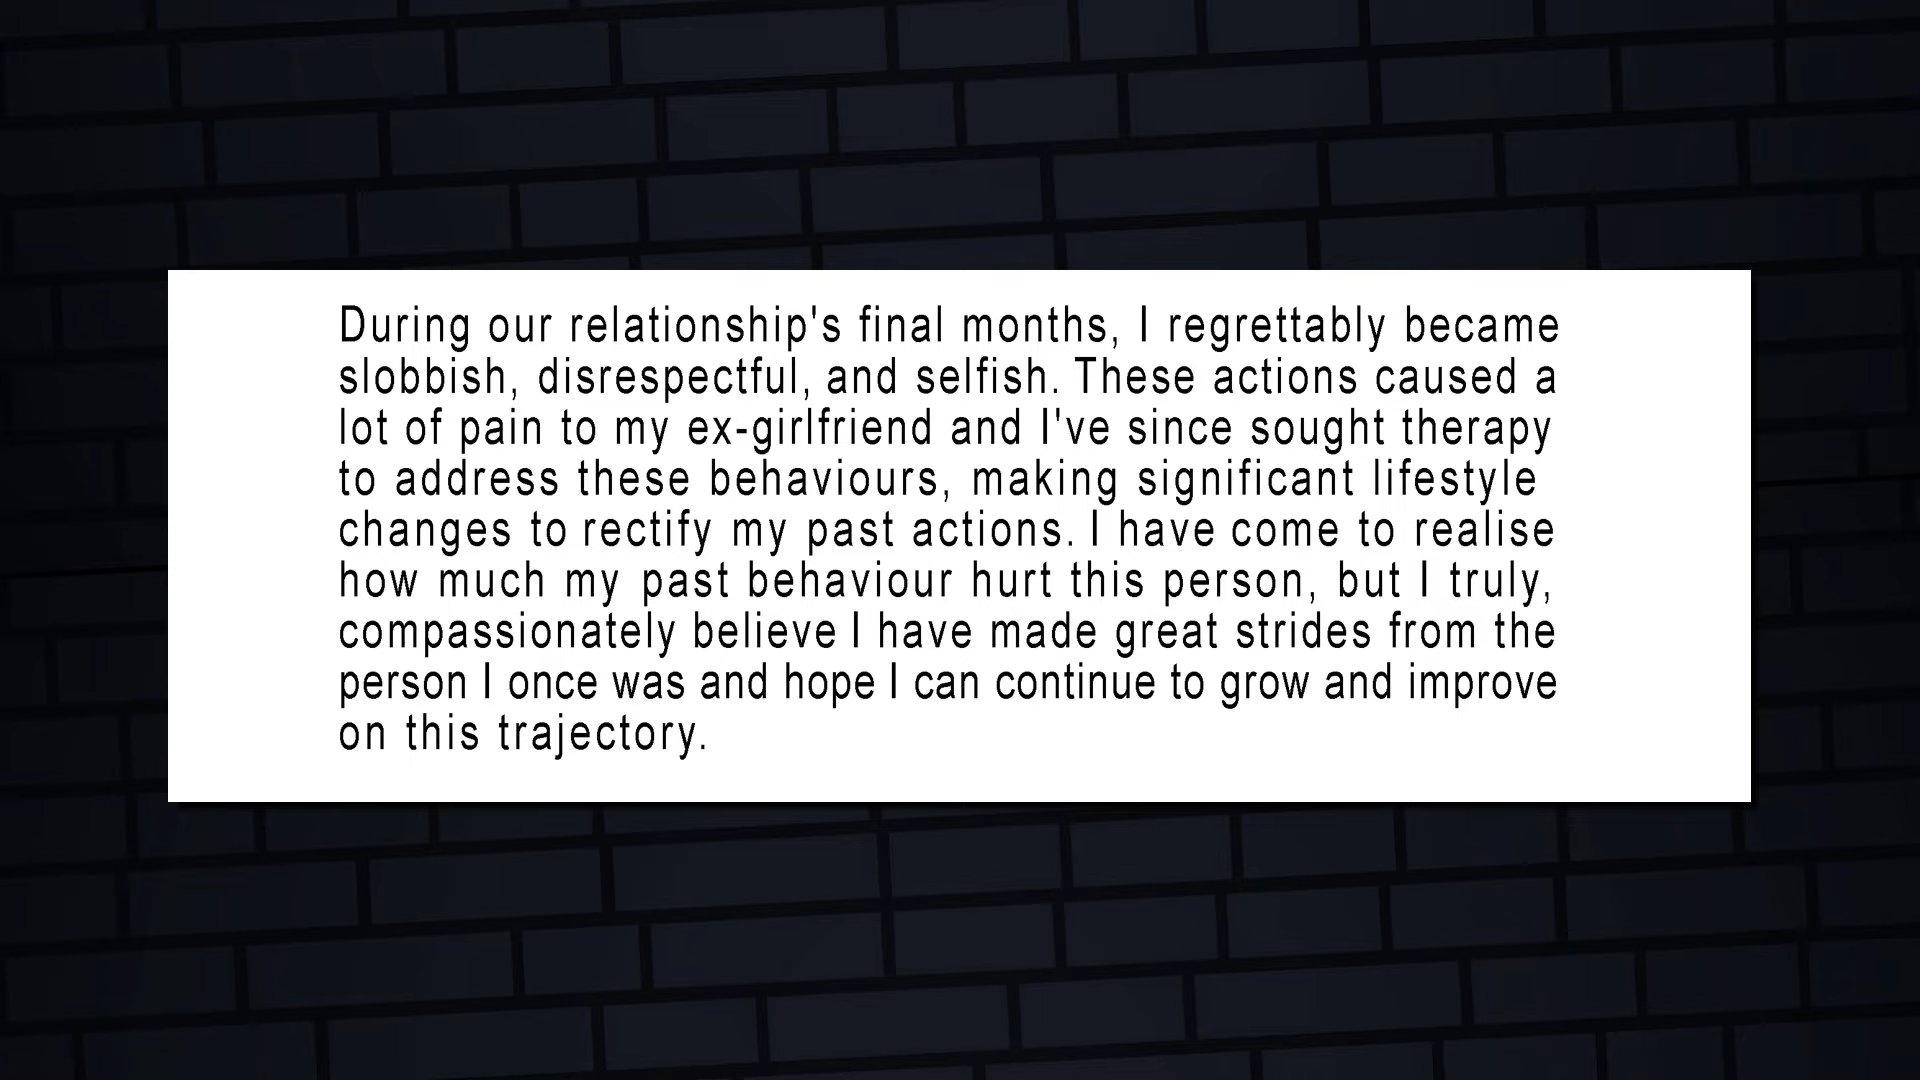 During our relationship's final months, I regrettably became
slobbish, disrespectful, and selfish. These actions caused a
lot of pain to my ex-girlfriend and I've since sought therapy
to address these behaviours, making significant lifestyle
changes to rectify my past actions. I have come to realise
how much my past behaviour hurt this person, but I truly,
compassionately believe I have made great strides from the
person I once was and hope I can continue to grow and improve
on this trajectory.